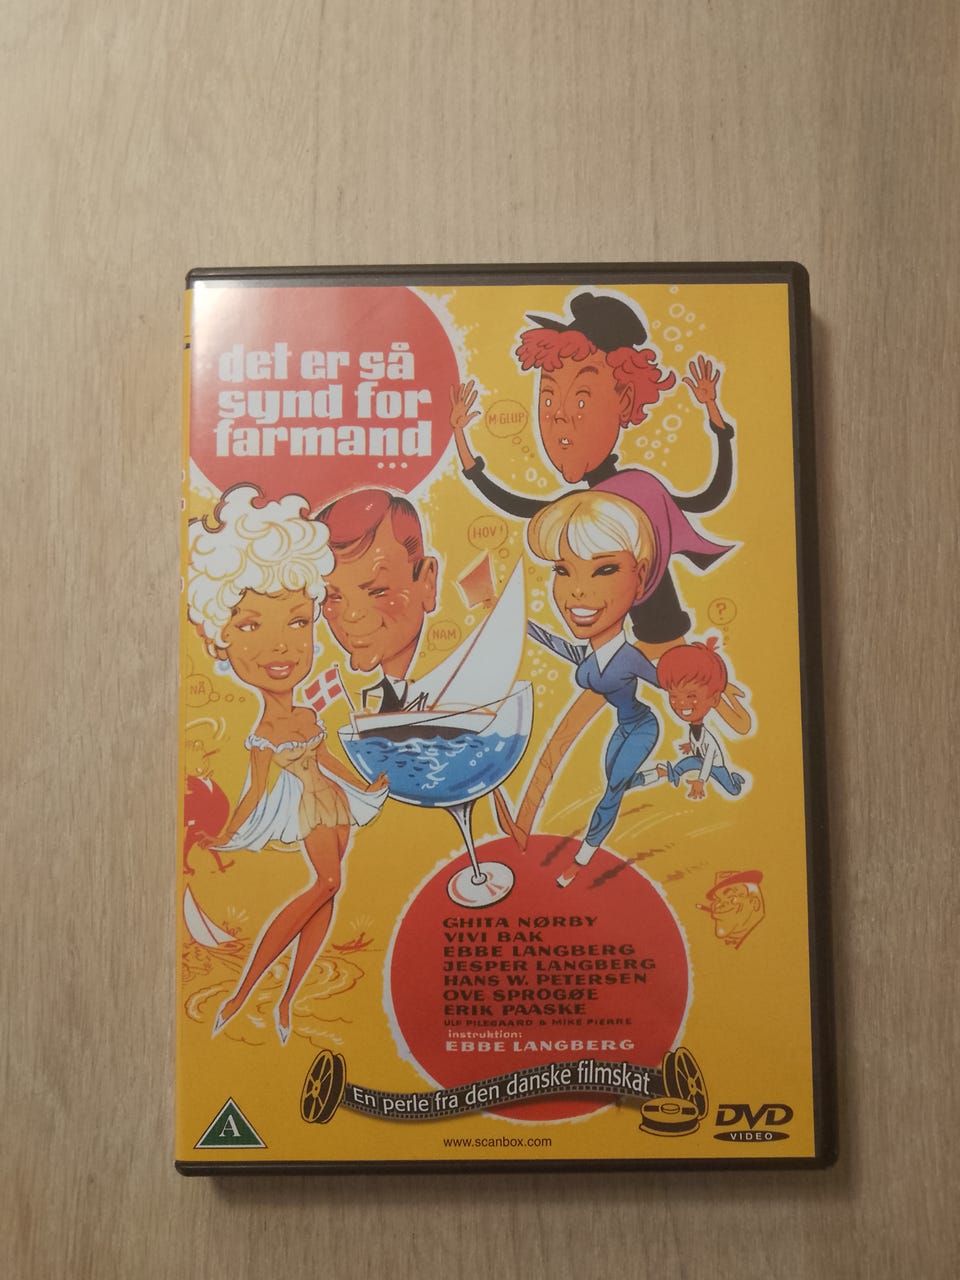 det er så
synd for
farmand
...
M-GLUP
HOV!
NAM
?
NÅ
GHITA NØRBY
VIVI BAK
EBBE LANGBERG
JESPER LANGBERG
HANS W. PETERSEN
OVE SPROGØE
ERIK PAASKE
ULF PILEGAARD & MIKE PIERRE
instruktion:
EBBE LANGBERG
En perle fra den danske filmskat
A
www.scanbox.com
DVD
VIDEO